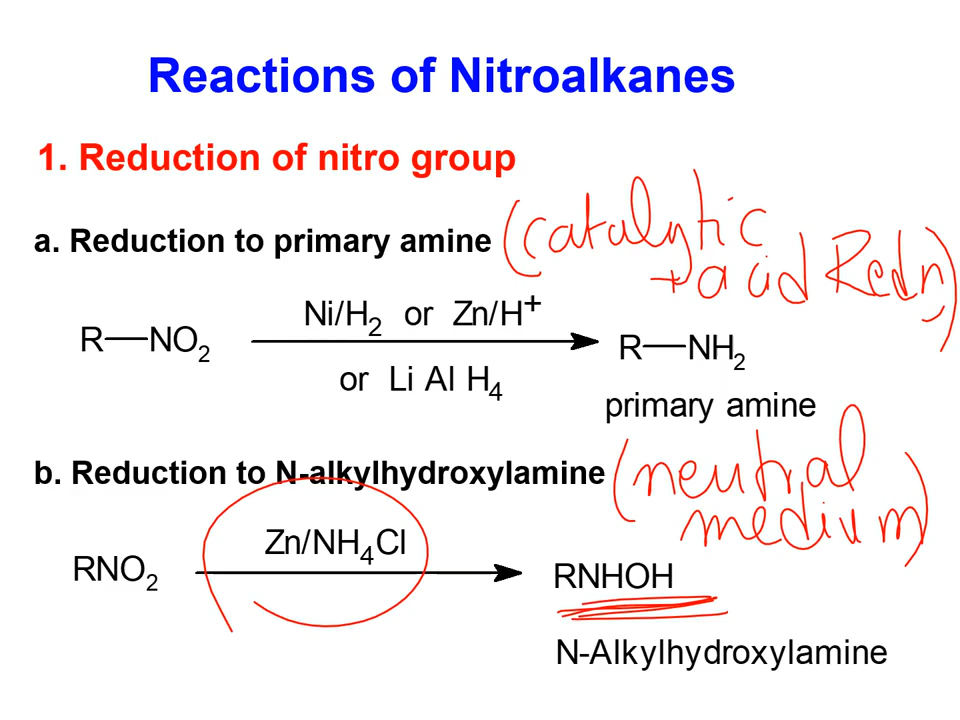 Reactions of Nitroalkanes
1. Reduction of nitro group
a. Reduction to primary amine (catalytic
+ acid Redn)
Ni/H2 or Zn/H+
R—NO2
or Li Al H4
R—NH2
primary amine
b. Reduction to N-alkylhydroxylamine (neutral
medium)
Zn/NH4Cl
RNO2
RNHOH
N-Alkylhydroxylamine